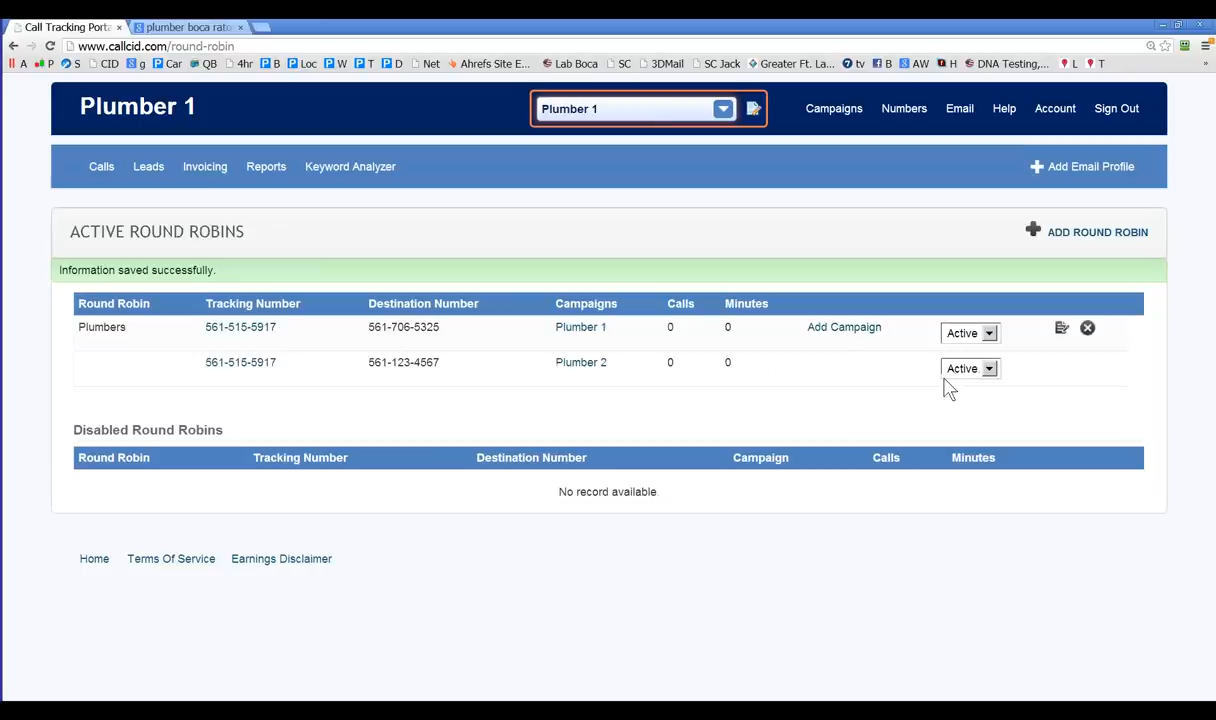 Call Tracking Porta × plumber boca rato ×
www.callcid.com/round-robin
A P S CID g Car QB 4hr B Loc W T D Net Ahrefs Site E... Lab Boca SC 3DMail SC Jack Greater Ft. La... tv B AW H DNA Testing,... L T »
Plumber 1 Plumber 1 Campaigns Numbers Email Help Account Sign Out
Calls Leads Invoicing Reports Keyword Analyzer Add Email Profile
ACTIVE ROUND ROBINS ADD ROUND ROBIN
Information saved successfully.
Round Robin Tracking Number Destination Number Campaigns Calls Minutes
Plumbers 561-515-5917 561-706-5325 Plumber 1 0 0 Add Campaign Active
561-515-5917 561-123-4567 Plumber 2 0 0 Active
Disabled Round Robins
Round Robin Tracking Number Destination Number Campaign Calls Minutes
No record available.
Home Terms Of Service Earnings Disclaimer